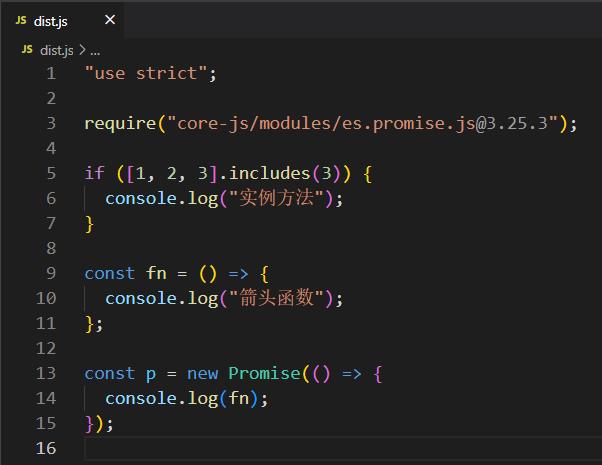 JS dist.js ×
JS dist.js > ...
1 "use strict";
2
3 require("core-js/modules/es.promise.js@3.25.3");
4
5 if ([1, 2, 3].includes(3)) {
6   console.log("实例方法");
7 }
8
9 const fn = () => {
10   console.log("箭头函数");
11 };
12
13 const p = new Promise(() => {
14   console.log(fn);
15 });
16